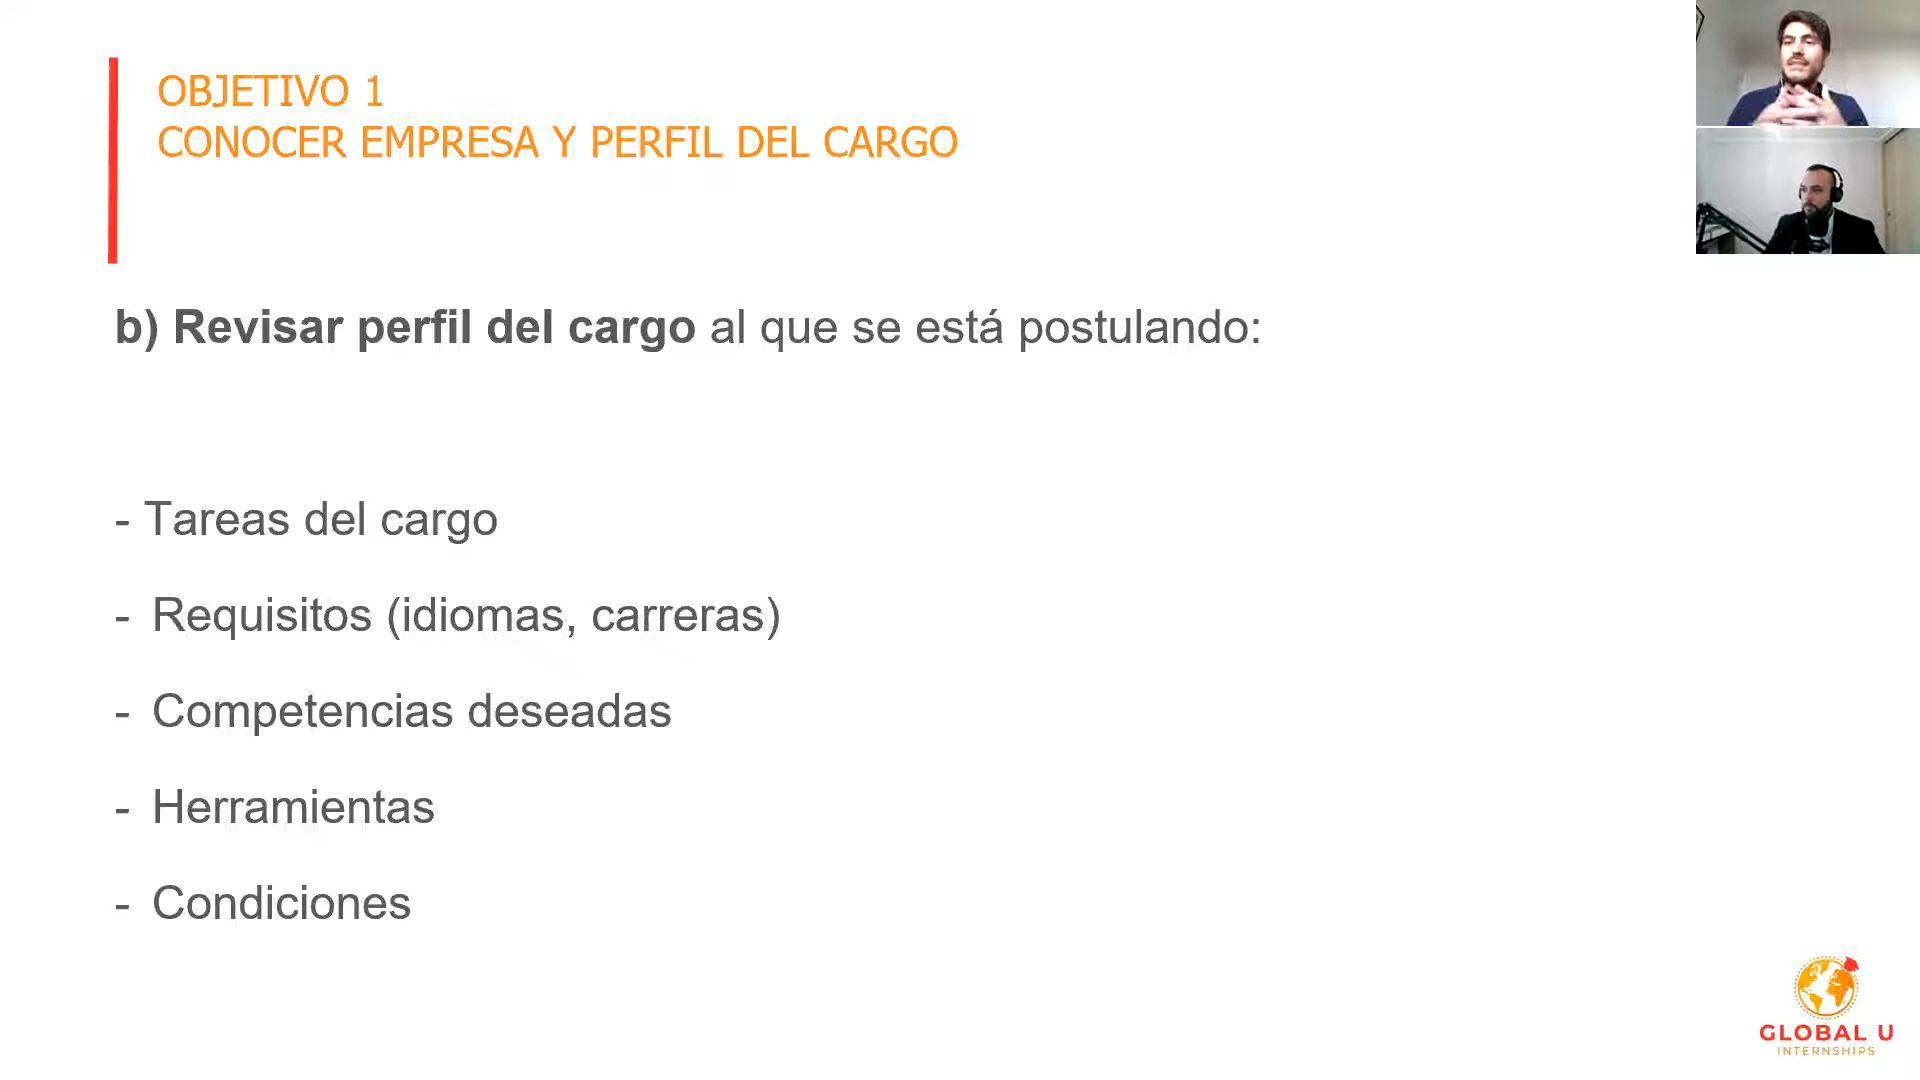 OBJETIVO 1
CONOCER EMPRESA Y PERFIL DEL CARGO
b) Revisar perfil del cargo al que se está postulando:
- Tareas del cargo
- Requisitos (idiomas, carreras)
- Competencias deseadas
- Herramientas
- Condiciones
GLOBAL U
INTERNSHIPS